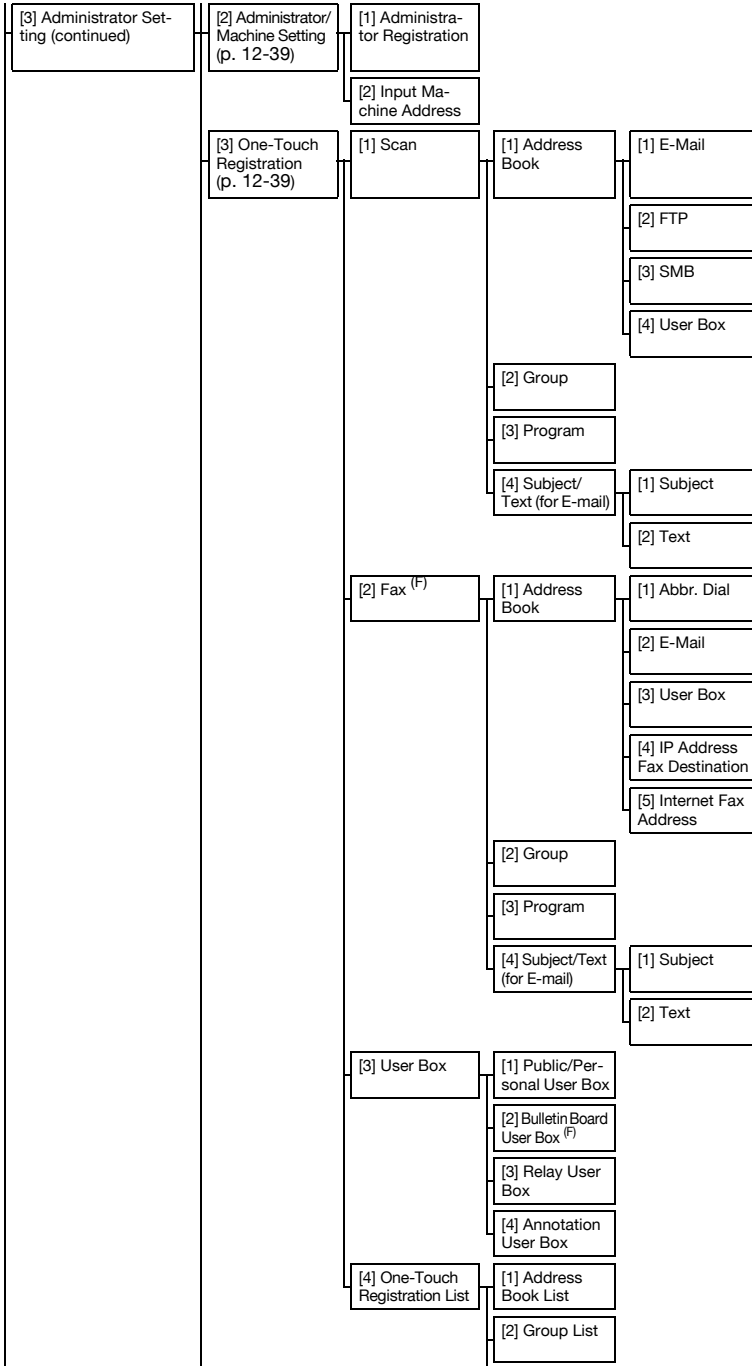 [3] Administrator Set-
ting (continued)
[2] Administrator/
Machine Setting
(p. 12-39)
[1] Administra-
tor Registration
[2] Input Ma-
chine Address
[3] One-Touch
Registration
(p. 12-39)
[1] Scan
[1] Address
Book
[1] E-Mail
[2] FTP
[3] SMB
[4] User Box
[2] Group
[3] Program
[4] Subject/
Text (for E-mail)
[1] Subject
[2] Text
[2] Fax (F)
[1] Address
Book
[1] Abbr. Dial
[2] E-Mail
[3] User Box
[4] IP Address
Fax Destination
[5] Internet Fax
Address
[2] Group
[3] Program
[4] Subject/Text
(for E-mail)
[1] Subject
[2] Text
[3] User Box
[1] Public/Per-
sonal User Box
[2] Bulletin Board
User Box (F)
[3] Relay User
Box
[4] Annotation
User Box
[4] One-Touch
Registration List
[1] Address
Book List
[2] Group List